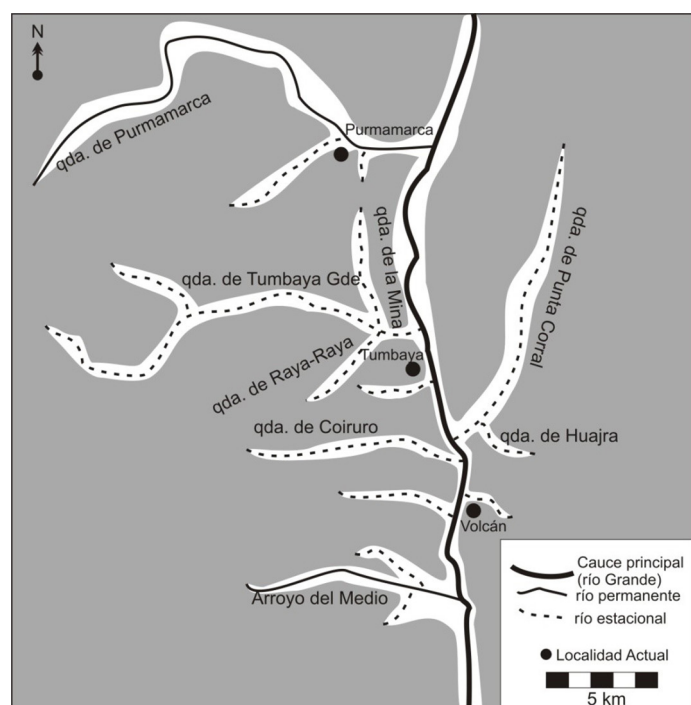 N
qda. de Purmamarca
Purmamarca
qda. de Punta Corral
qda. de la Mina
qda. de Tumbaya Gde
qda. de Raya-Raya
Tumbaya
qda. de Coiruro
qda. de Huajra
Volcán
Arroyo del Medio
Cauce principal
(río Grande)
río permanente
río estacional
Localidad Actual
5 km